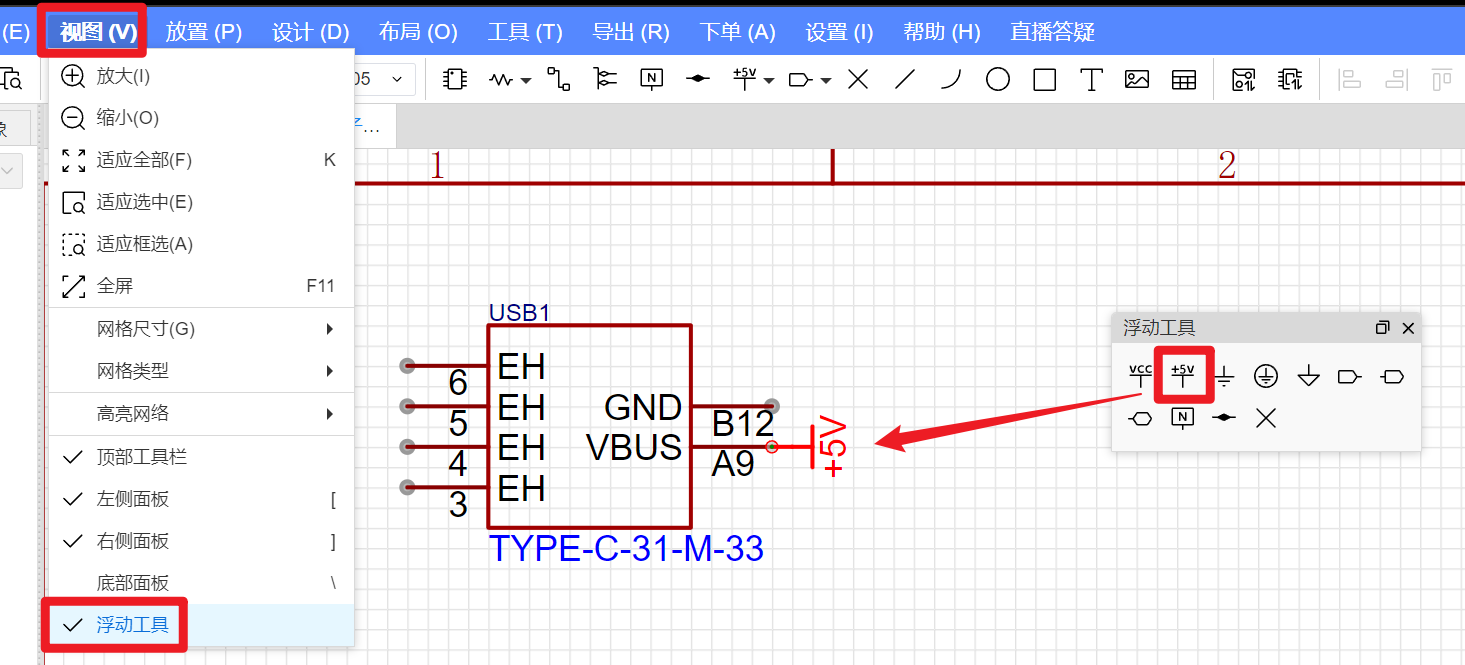 (E) 视图 (V) 放置 (P) 设计 (D) 布局 (O) 工具 (T) 导出 (R) 下单 (A) 设置 (I) 帮助 (H) 直播答疑
05 N +5V T
放大(I)
缩小(O)
适应全部(F) K
适应选中(E)
适应框选(A)
全屏 F11
网格尺寸(G)
网格类型
高亮网络
顶部工具栏
左侧面板 [
右侧面板 ]
底部面板 \
浮动工具
1 2
USB1
EH
6
EH
5
EH
4
EH
3
GND
B12
VBUS
A9
+5V
TYPE-C-31-M-33
浮动工具
VCC +5V
N